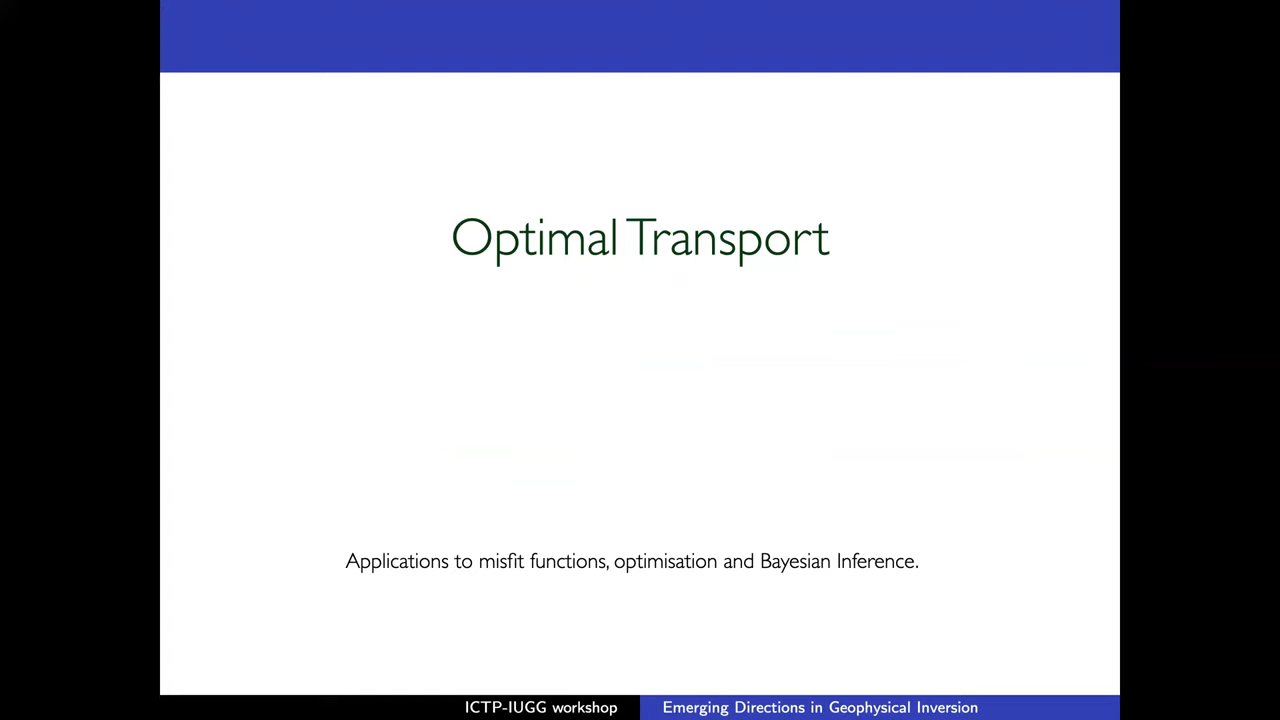 Optimal Transport
Applications to misfit functions, optimisation and Bayesian Inference.
ICTP-IUGG workshop
Emerging Directions in Geophysical Inversion